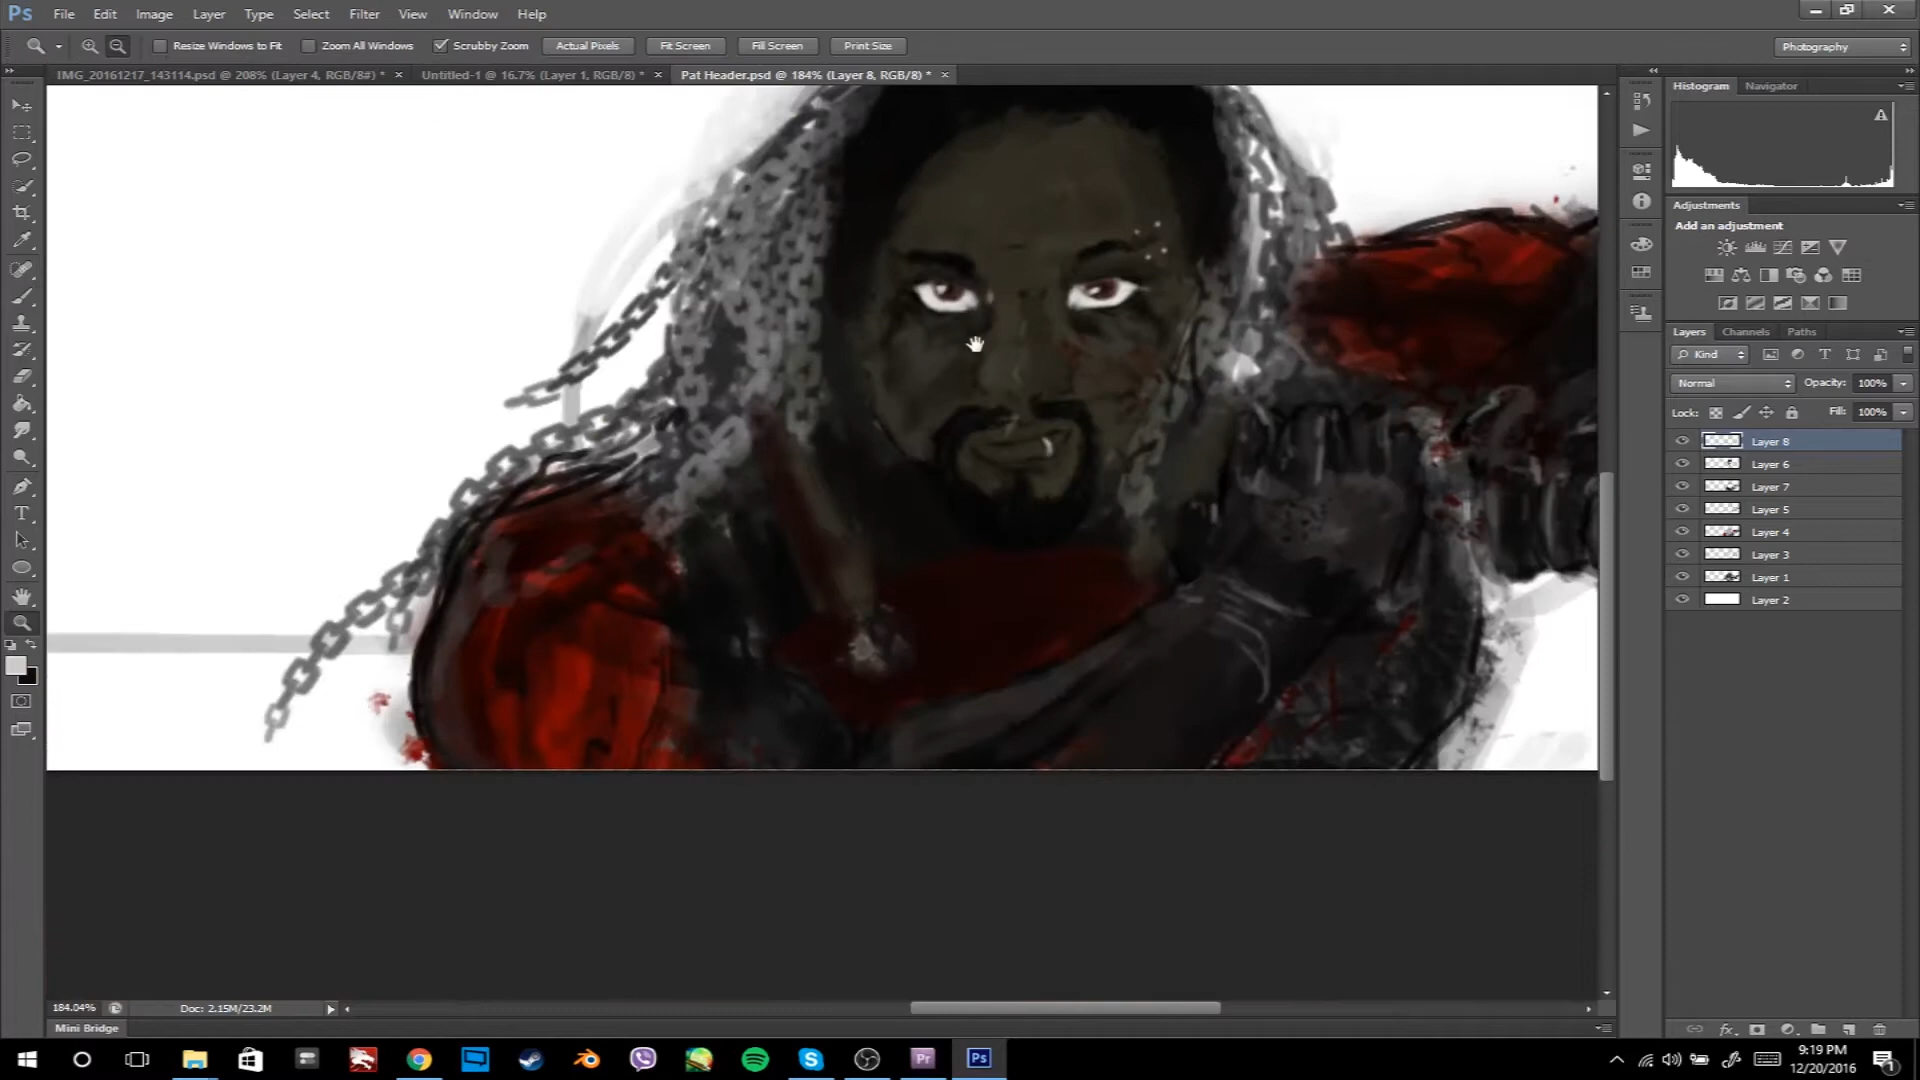 Ps File Edit Image Layer Type Select Filter View Window Help
Resize Windows to Fit Zoom All Windows Scrubby Zoom Actual Pixels Fit Screen Fill Screen Print Size Photography
IMG_20161217_143114.psd @ 208% (Layer 4, RGB/8#) * × Untitled-1 @ 16.7% (Layer 1, RGB/8) * × Pat Header.psd @ 184% (Layer 8, RGB/8) * ×
Histogram Navigator
Adjustments
Add an adjustment
Layers Channels Paths
Kind
Normal Opacity: 100%
Lock: Fill: 100%
Layer 8
Layer 6
Layer 7
Layer 5
Layer 4
Layer 3
Layer 1
Layer 2
184.04% Doc: 2.15M/23.2M
Mini Bridge
Pr Ps
9:19 PM
12/20/2016
1